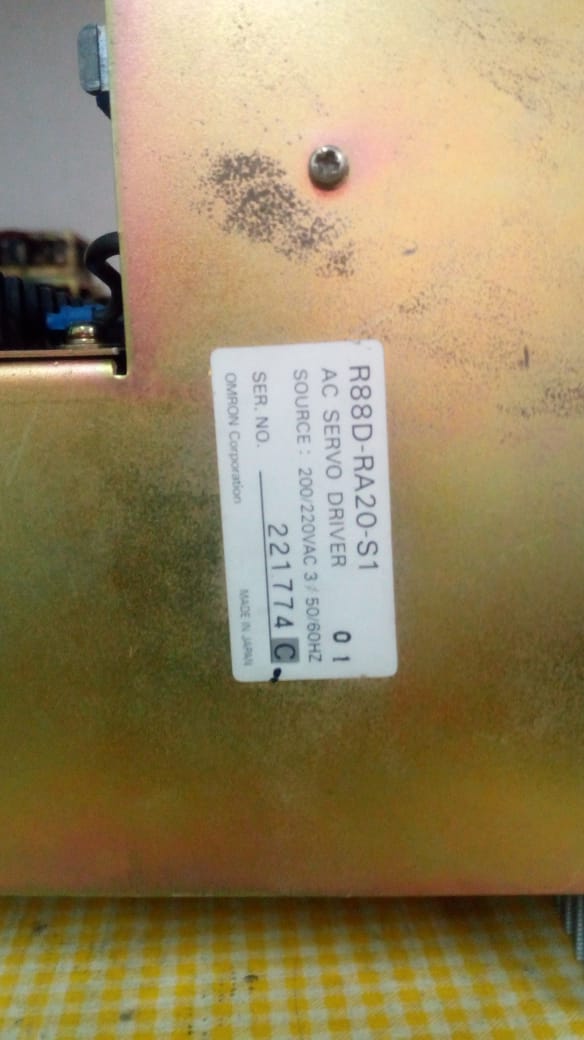 R88D-RA20-S1
AC SERVO DRIVER 01
SOURCE : 200/220VAC 3∮ 50/60HZ
SER. NO. 221774 C
OMRON Corporation MADE IN JAPAN